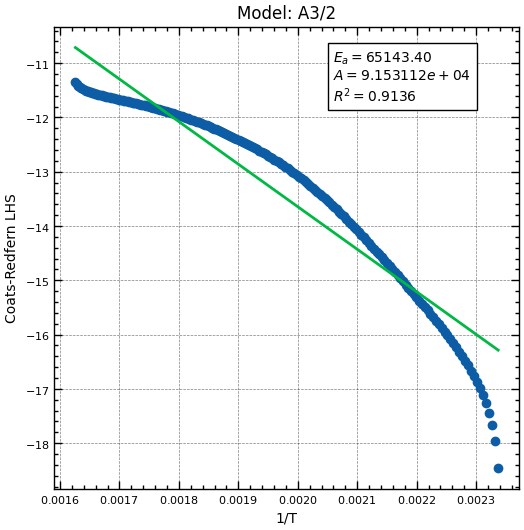 Model: A3/2
Eₐ = 65143.40
A = 9.153112e + 04
R² = 0.9136
Coats-Redfern LHS
−11
−12
−13
−14
−15
−16
−17
−18
0.0016 0.0017 0.0018 0.0019 0.0020 0.0021 0.0022 0.0023
1/T